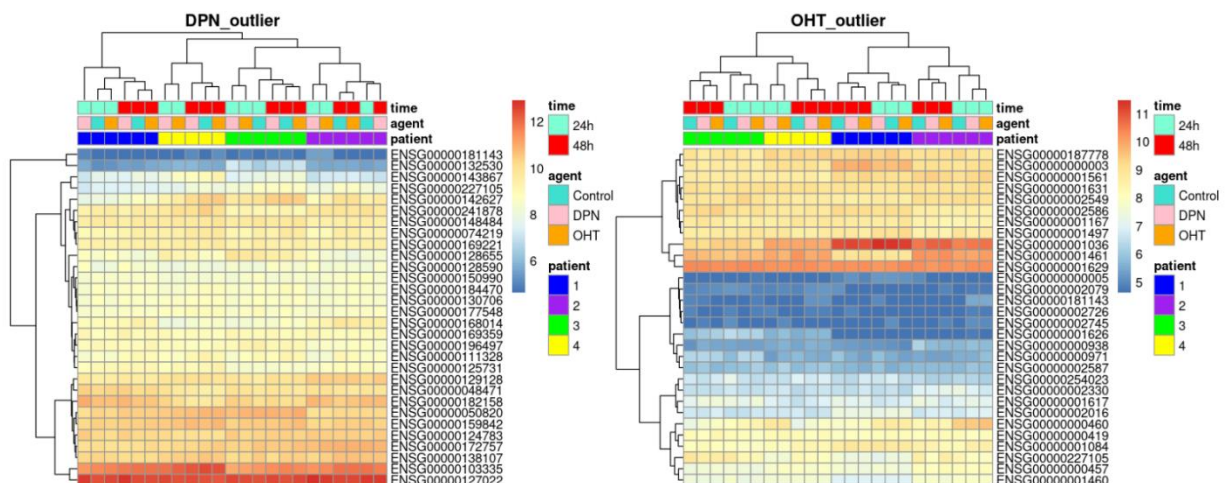 DPN_outlier
time
agent
patient
ENSG00000181143
ENSG00000132530
ENSG00000143867
ENSG00000227105
ENSG00000142627
ENSG00000241878
ENSG00000148484
ENSG00000074219
ENSG00000169221
ENSG00000128655
ENSG00000128590
ENSG00000150990
ENSG00000184470
ENSG00000130706
ENSG00000177548
ENSG00000168014
ENSG00000169359
ENSG00000196497
ENSG00000111328
ENSG00000125731
ENSG00000129128
ENSG00000048471
ENSG00000182158
ENSG00000050820
ENSG00000159842
ENSG00000124783
ENSG00000172757
ENSG00000138107
ENSG00000103335
ENSG00000127022
12
10
8
6
time
24h
48h
agent
Control
DPN
OHT
patient
1
2
3
4
OHT_outlier
time
agent
patient
ENSG00000187778
ENSG00000000003
ENSG00000001561
ENSG00000001631
ENSG00000002549
ENSG00000002586
ENSG00000001167
ENSG00000001497
ENSG00000001036
ENSG00000001461
ENSG00000001629
ENSG00000000005
ENSG00000002079
ENSG00000181143
ENSG00000002726
ENSG00000002745
ENSG00000001626
ENSG00000000938
ENSG00000000971
ENSG00000002587
ENSG00000254023
ENSG00000002330
ENSG00000001617
ENSG00000002016
ENSG00000000460
ENSG00000000419
ENSG00000001084
ENSG00000227105
ENSG00000000457
ENSG00000001460
11
10
9
8
7
6
5
time
24h
48h
agent
Control
DPN
OHT
patient
1
2
3
4